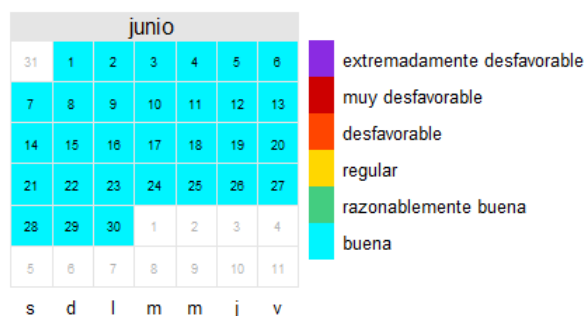 junio
31 1 2 3 4 5 6
7 8 9 10 11 12 13
14 15 16 17 18 19 20
21 22 23 24 25 26 27
28 29 30 1 2 3 4
5 6 7 8 9 10 11
s d l m m j v
extremadamente desfavorable
muy desfavorable
desfavorable
regular
razonablemente buena
buena